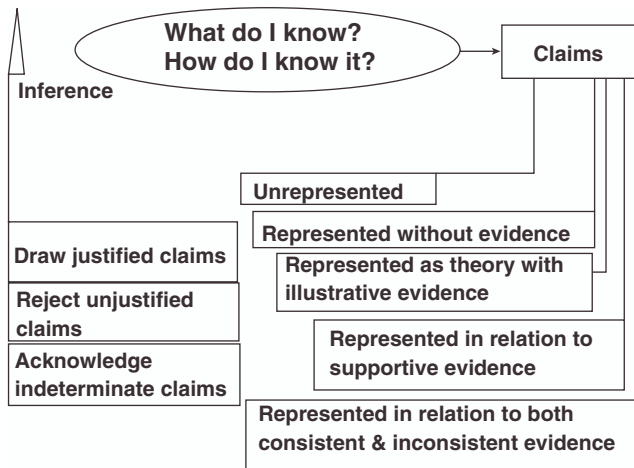 What do I know?
How do I know it?
Claims
Inference
Unrepresented
Represented without evidence
Represented as theory with
illustrative evidence
Represented in relation to
supportive evidence
Represented in relation to both
consistent & inconsistent evidence
Draw justified claims
Reject unjustified
claims
Acknowledge
indeterminate claims